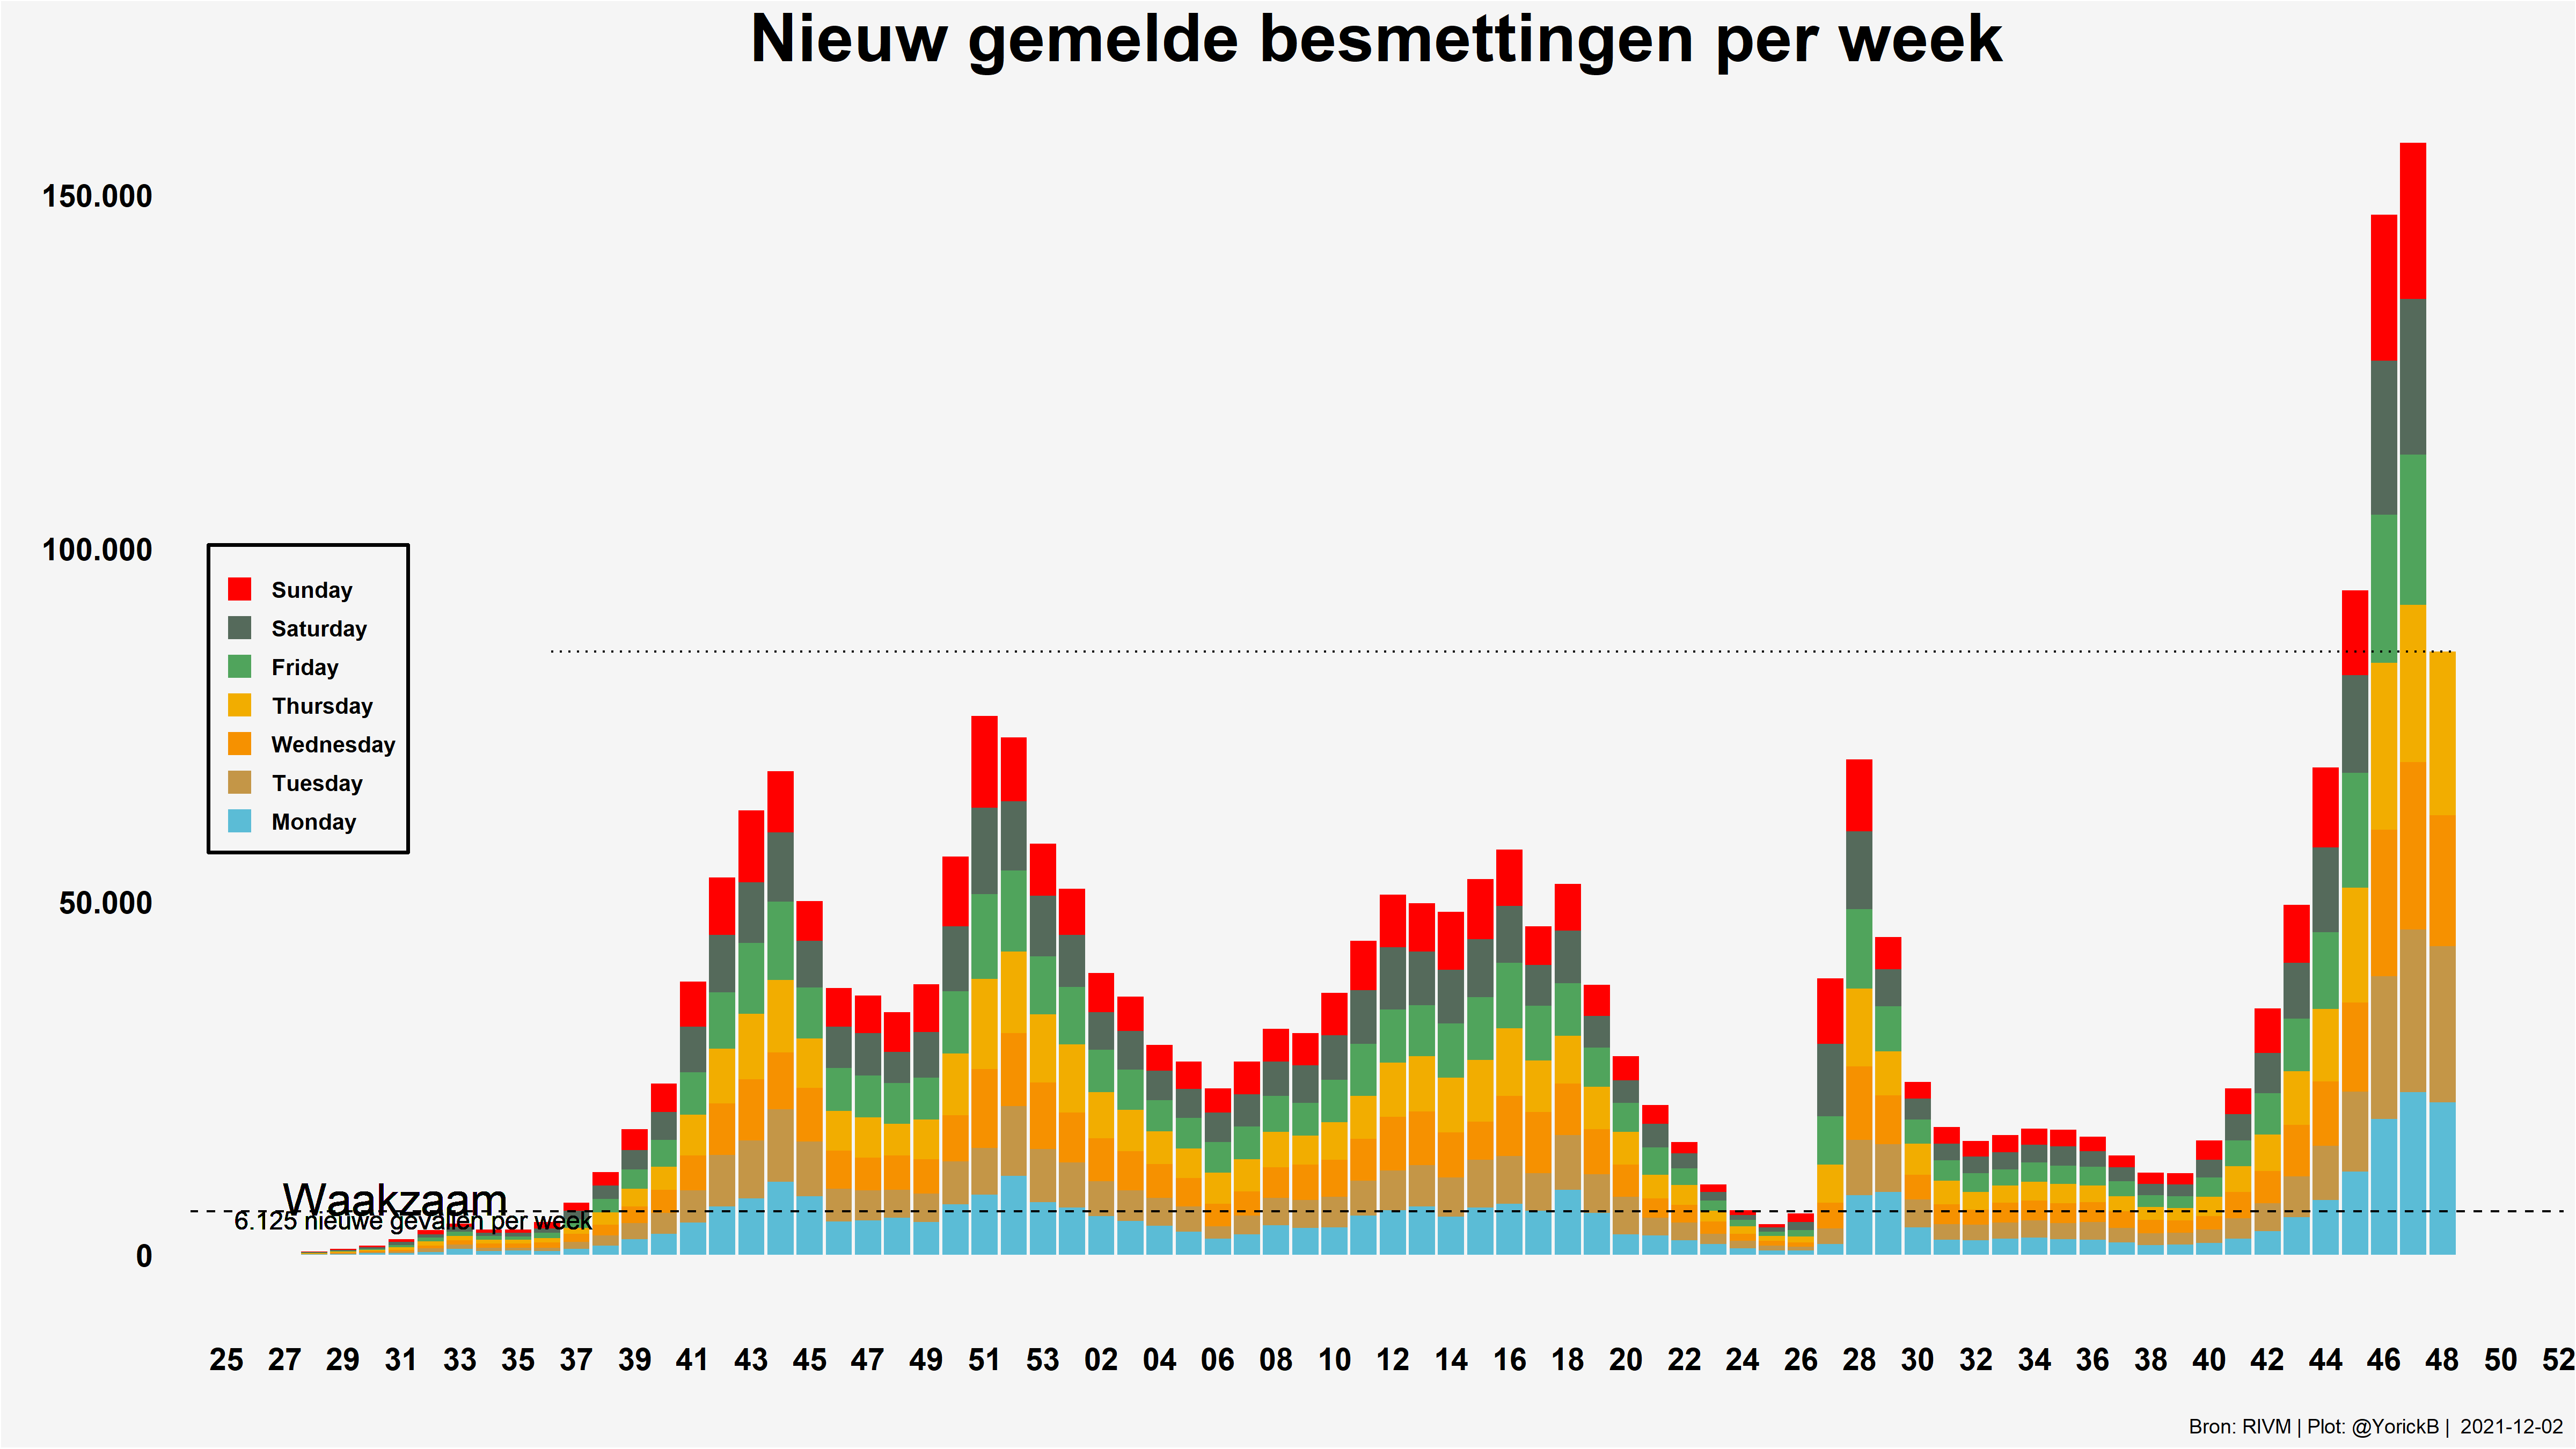 Nieuw gemelde besmettingen per week
150.000
100.000
50.000
0
Sunday
Saturday
Friday
Thursday
Wednesday
Tuesday
Monday
Waakzaam
6.125 nieuwe gevallen per week
25 27 29 31 33 35 37 39 41 43 45 47 49 51 53 02 04 06 08 10 12 14 16 18 20 22 24 26 28 30 32 34 36 38 40 42 44 46 48 50 52
Bron: RIVM | Plot: @YorickB | 2021-12-02